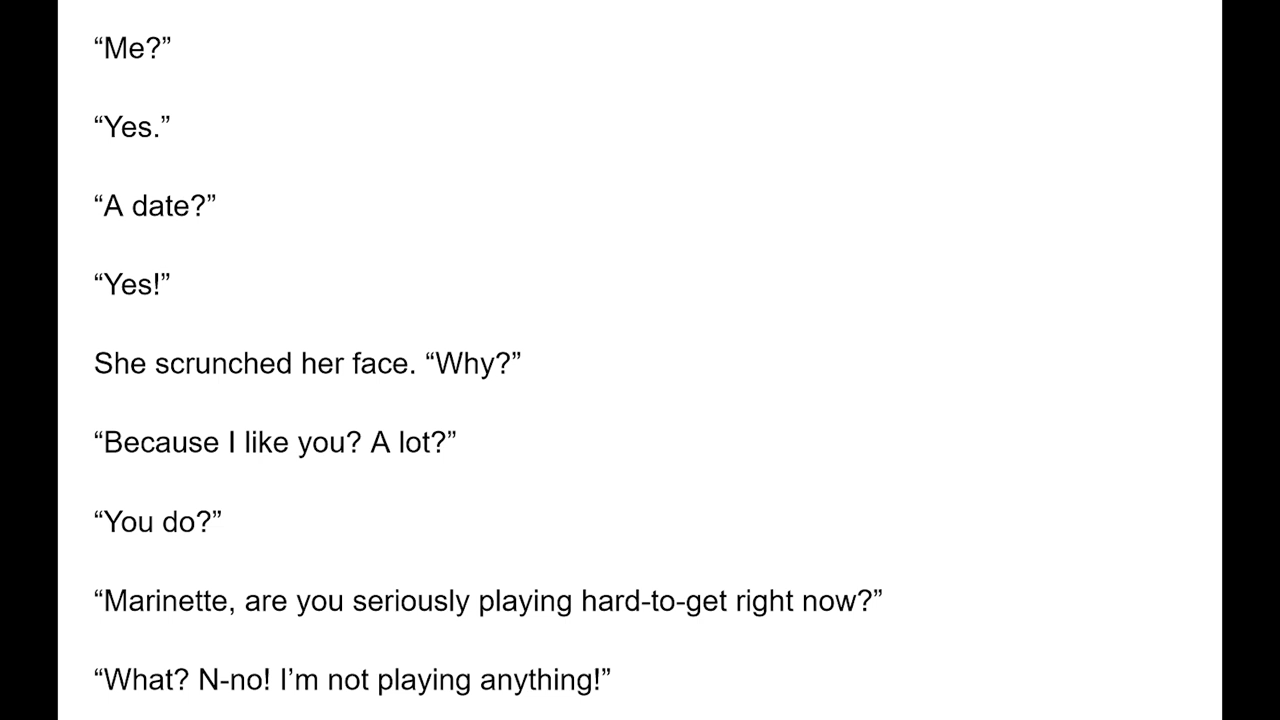 “Me?”
“Yes.”
“A date?”
“Yes!”
She scrunched her face. “Why?”
“Because I like you? A lot?”
“You do?”
“Marinette, are you seriously playing hard-to-get right now?”
“What? N-no! I’m not playing anything!”